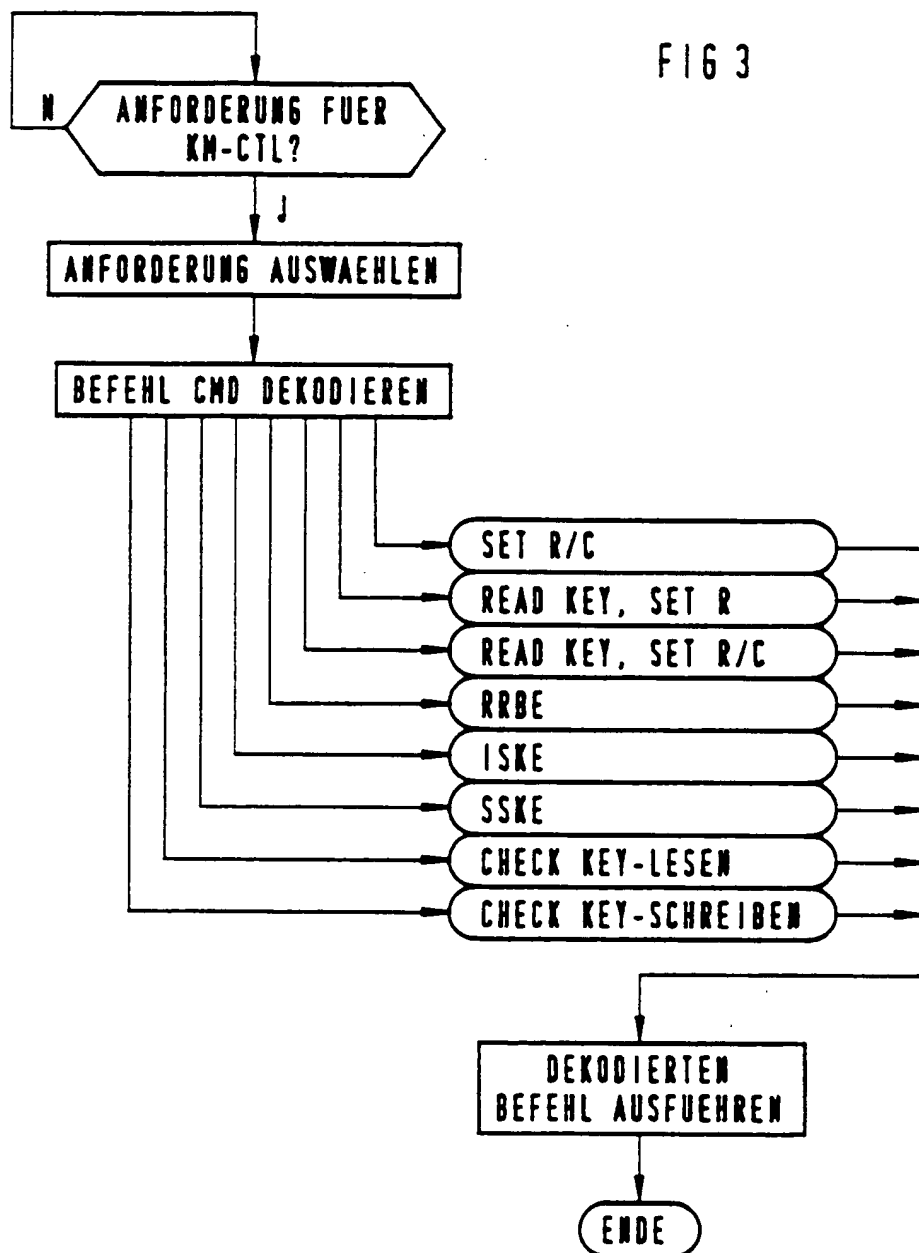 FIG 3
N
ANFORDERUNG FUER
KM-CTL?
J
ANFORDERUNG AUSWAEHLEN
BEFEHL CMD DEKODIEREN
SET R/C
READ KEY, SET R
READ KEY, SET R/C
RRBE
ISKE
SSKE
CHECK KEY-LESEN
CHECK KEY-SCHREIBEN
DEKODIERTEN
BEFEHL AUSFUEHREN
ENDE